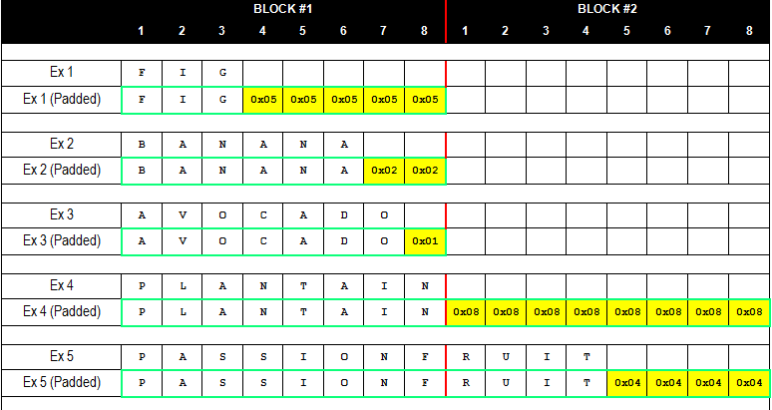 BLOCK #1 BLOCK #2
1 2 3 4 5 6 7 8 1 2 3 4 5 6 7 8
Ex 1 F I G
Ex 1 (Padded) F I G 0x05 0x05 0x05 0x05 0x05
Ex 2 B A N A N A
Ex 2 (Padded) B A N A N A 0x02 0x02
Ex 3 A V O C A D O
Ex 3 (Padded) A V O C A D O 0x01
Ex 4 P L A N T A I N
Ex 4 (Padded) P L A N T A I N 0x08 0x08 0x08 0x08 0x08 0x08 0x08 0x08
Ex 5 P A S S I O N F R U I T
Ex 5 (Padded) P A S S I O N F R U I T 0x04 0x04 0x04 0x04